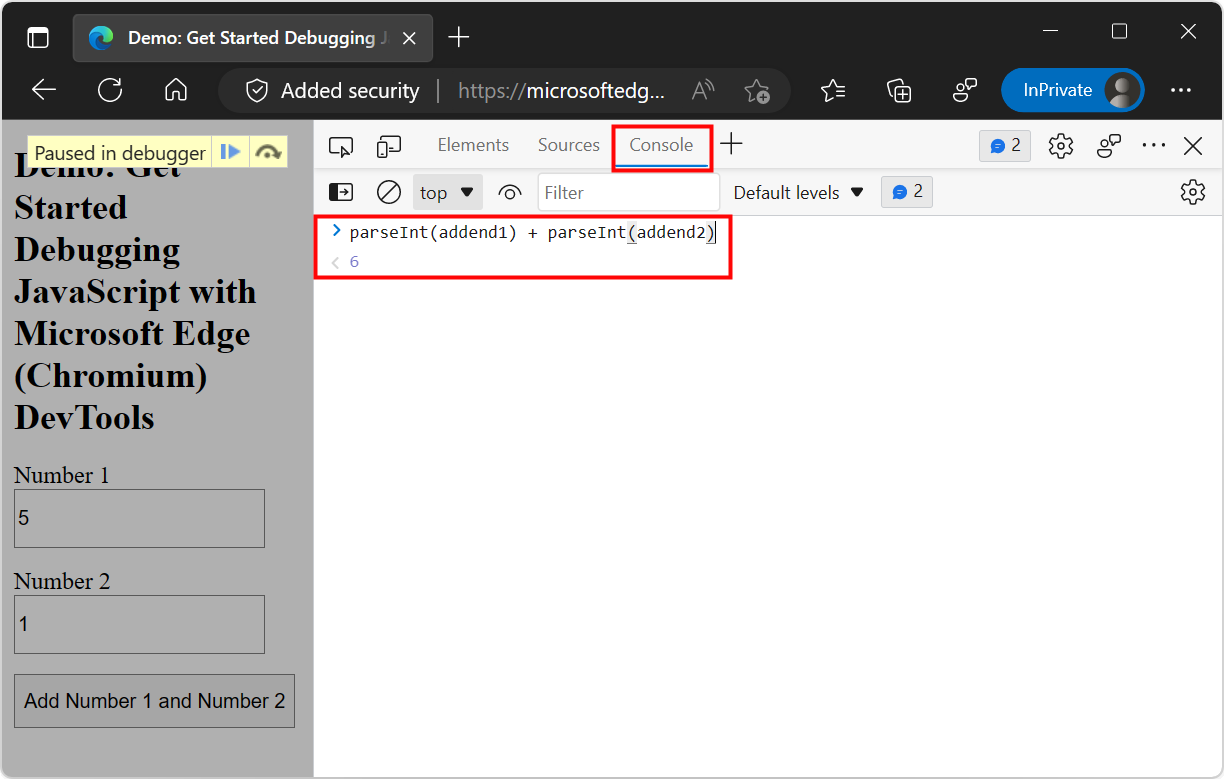 Demo: Get Started Debugging J
Added security
https://microsoftedg...
InPrivate
Paused in debugger
Demo: Get
Started
Debugging
JavaScript with
Microsoft Edge
(Chromium)
DevTools
Number 1
5
Number 2
1
Add Number 1 and Number 2
Elements
Sources
Console
2
top
Filter
Default levels
2
> parseInt(addend1) + parseInt(addend2)
< 6